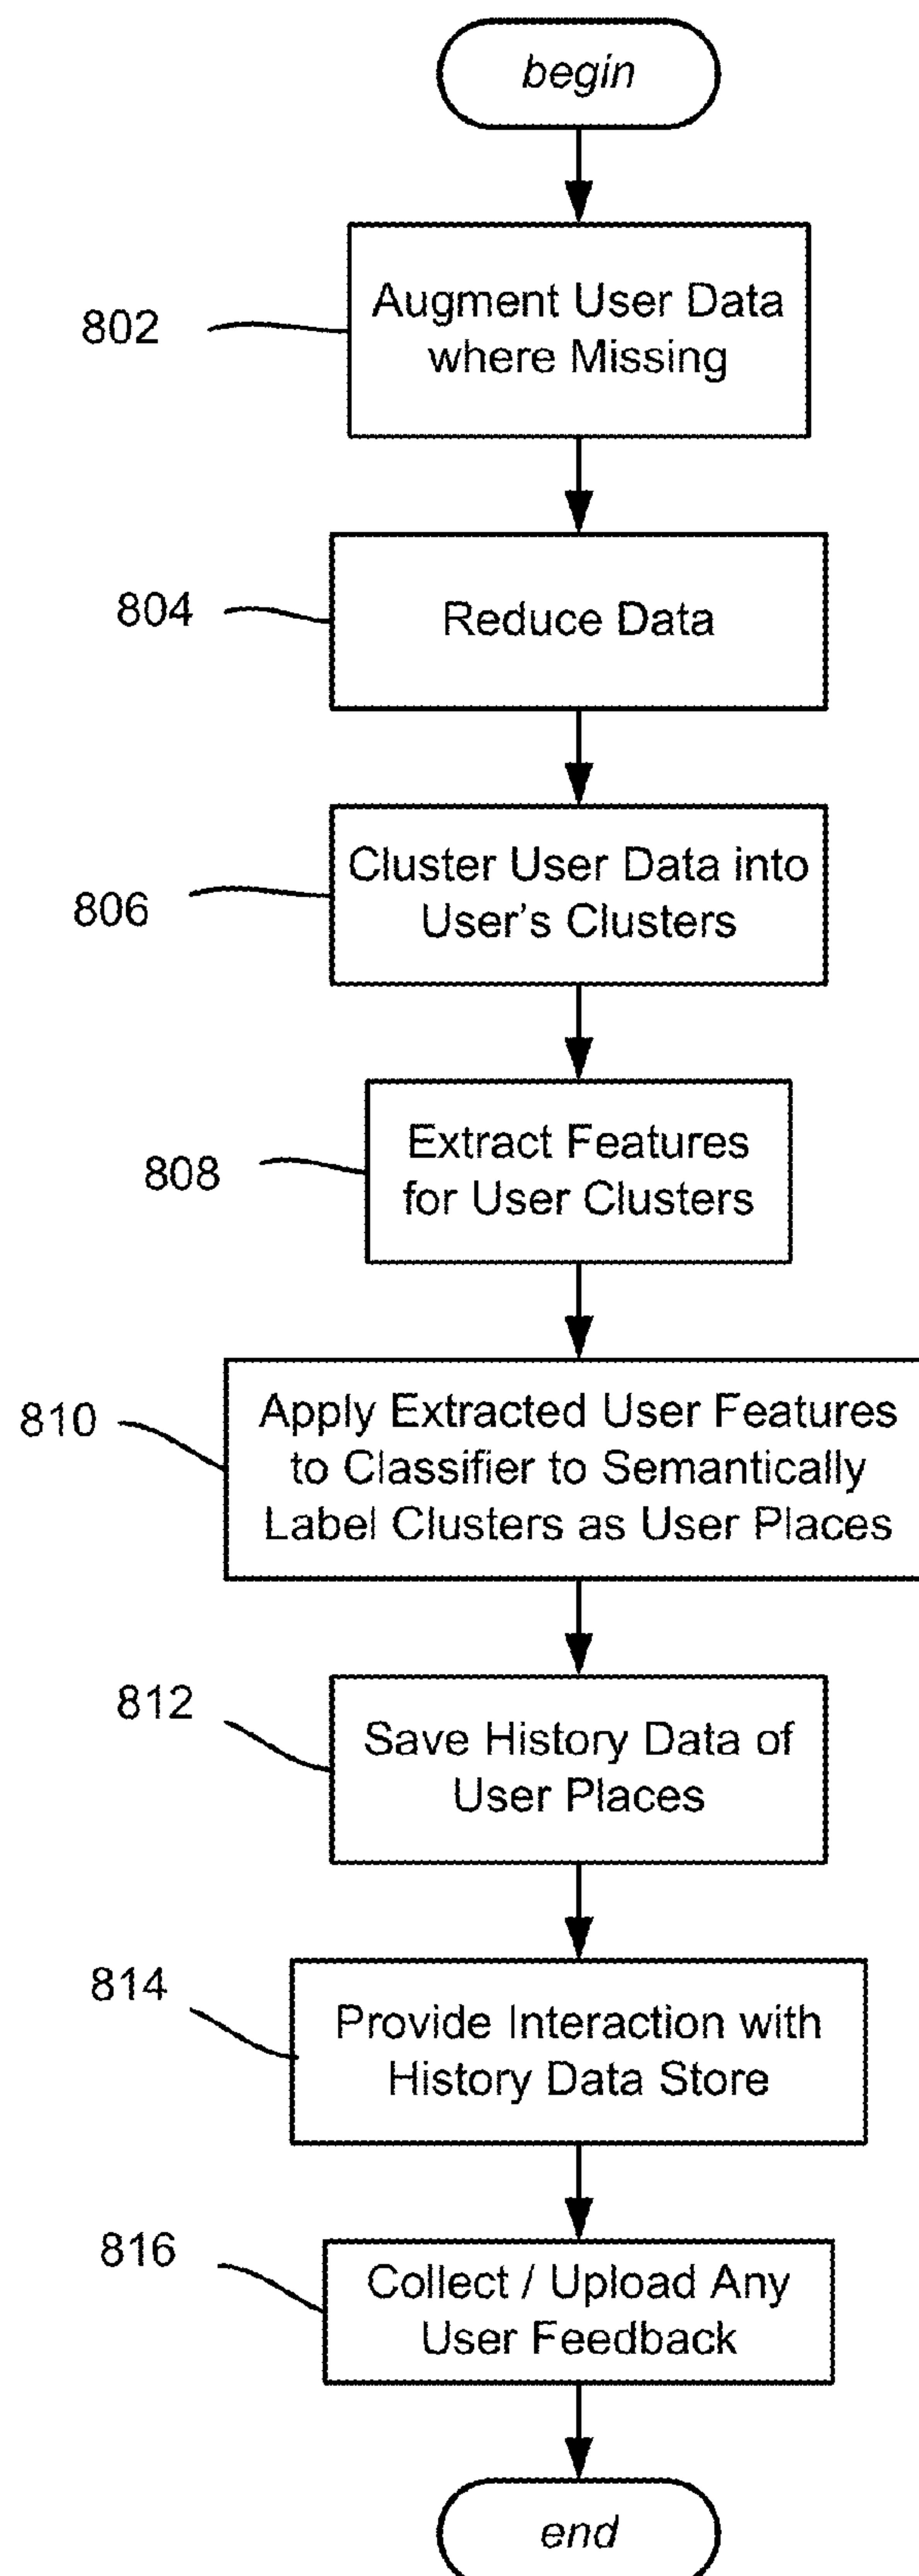 begin
802
Augment User Data
where Missing
804
Reduce Data
806
Cluster User Data into
User's Clusters
808
Extract Features
for User Clusters
810
Apply Extracted User Features
to Classifier to Semantically
Label Clusters as User Places
812
Save History Data of
User Places
814
Provide Interaction with
History Data Store
816
Collect / Upload Any
User Feedback
end